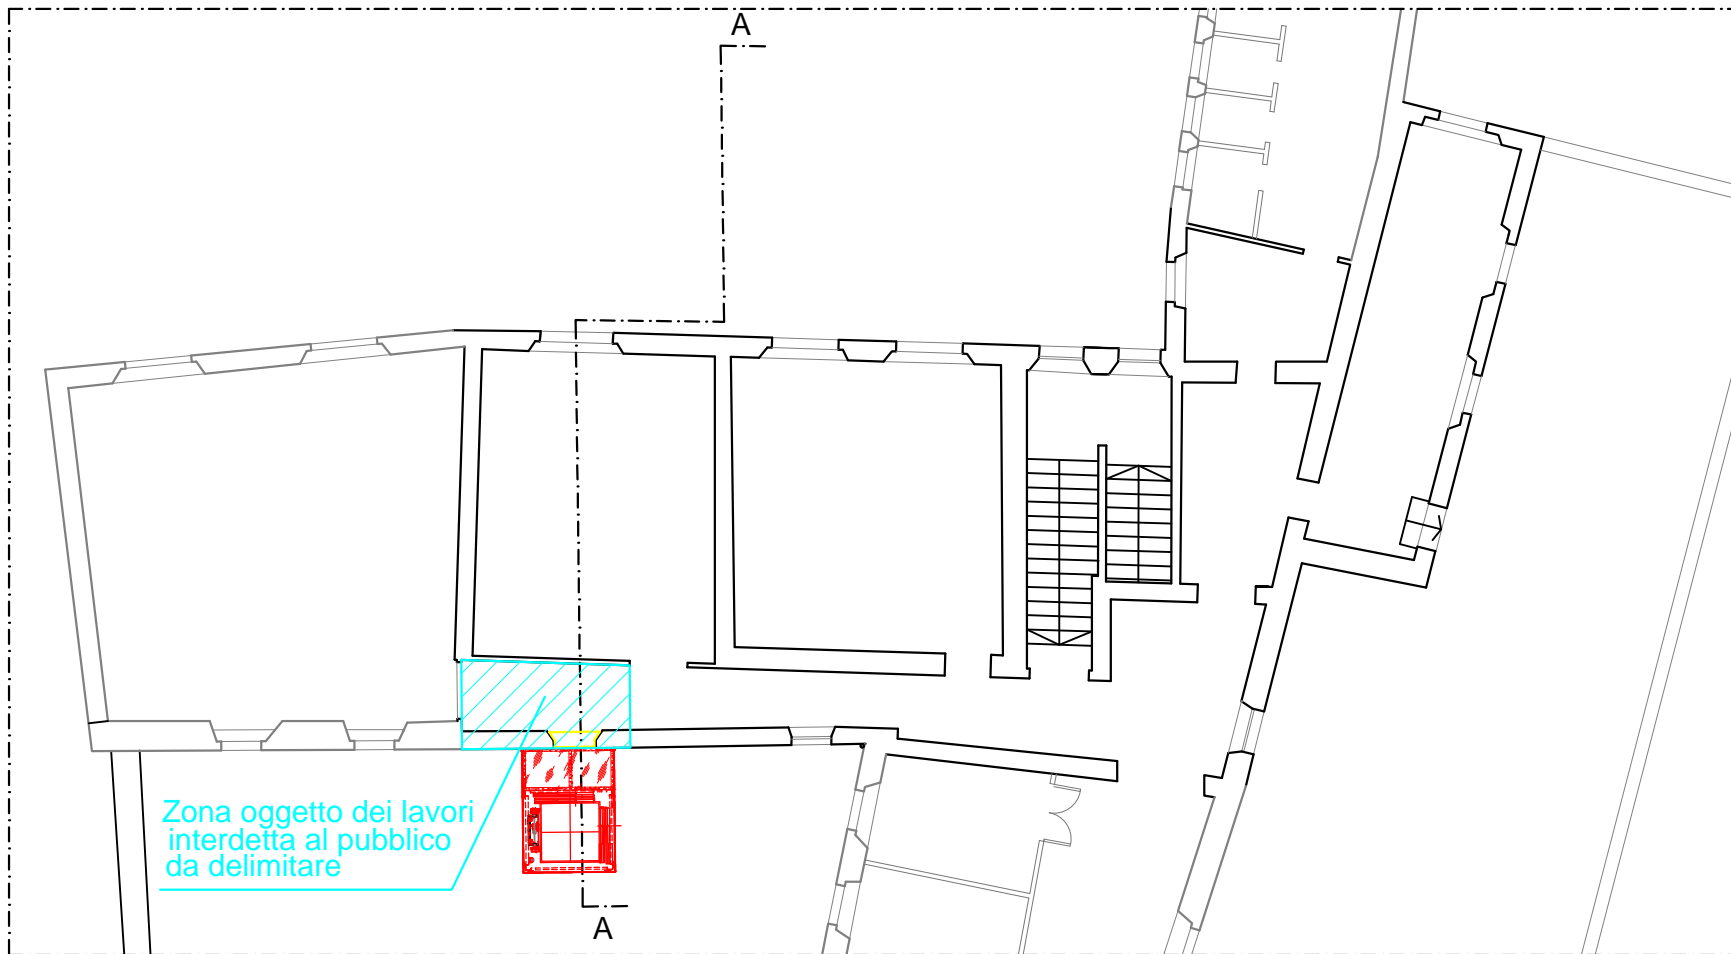 A
Zona oggetto dei lavori
interdetta al pubblico
da delimitare
A